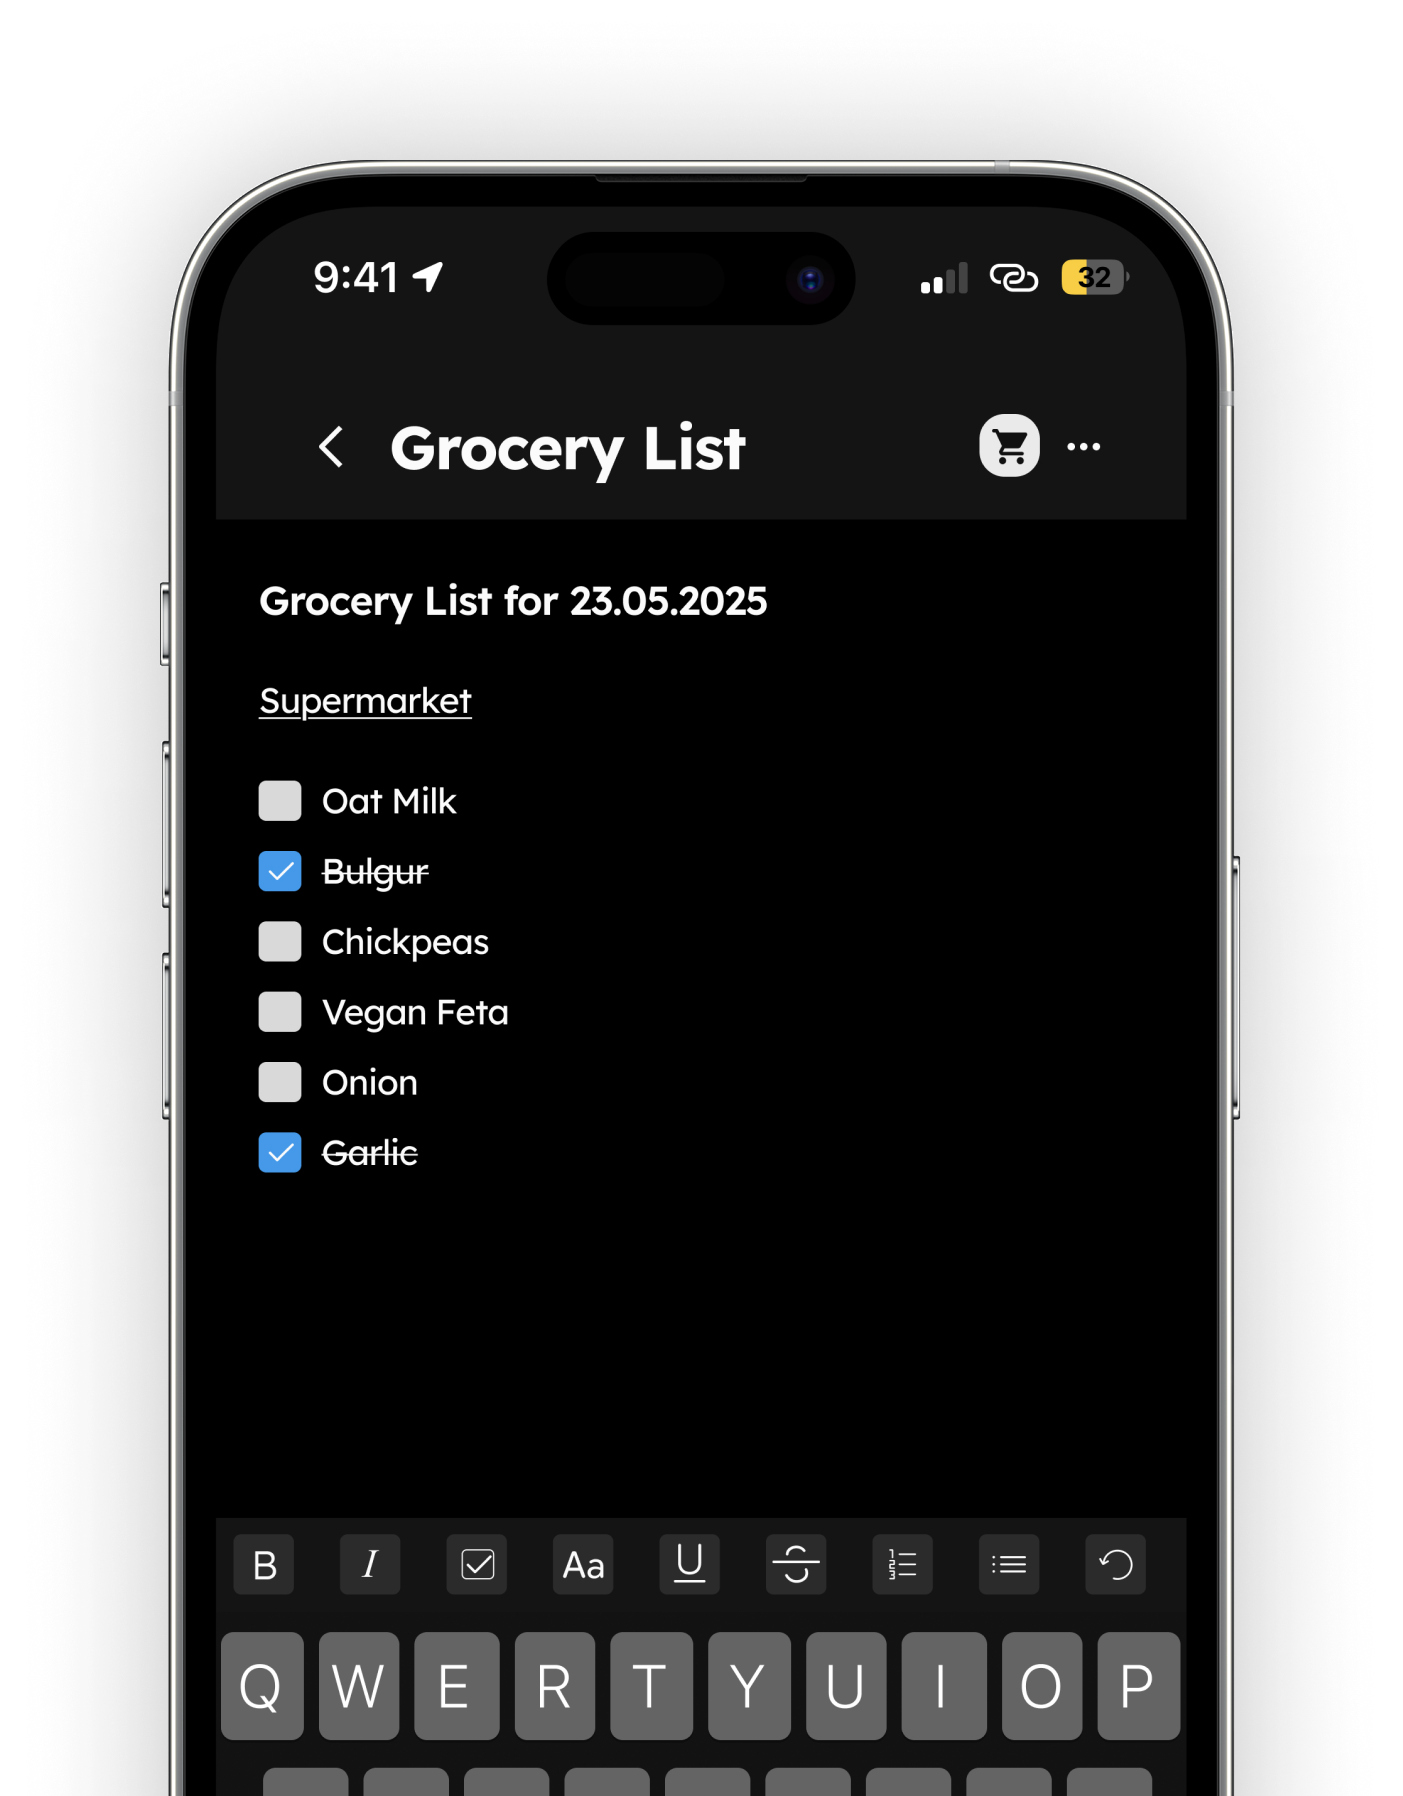 9:41
32
Grocery List
Grocery List for 23.05.2025
Supermarket
Oat Milk
Bulgur
Chickpeas
Vegan Feta
Onion
Garlic
B I Aa U S
Q W E R T Y U I O P